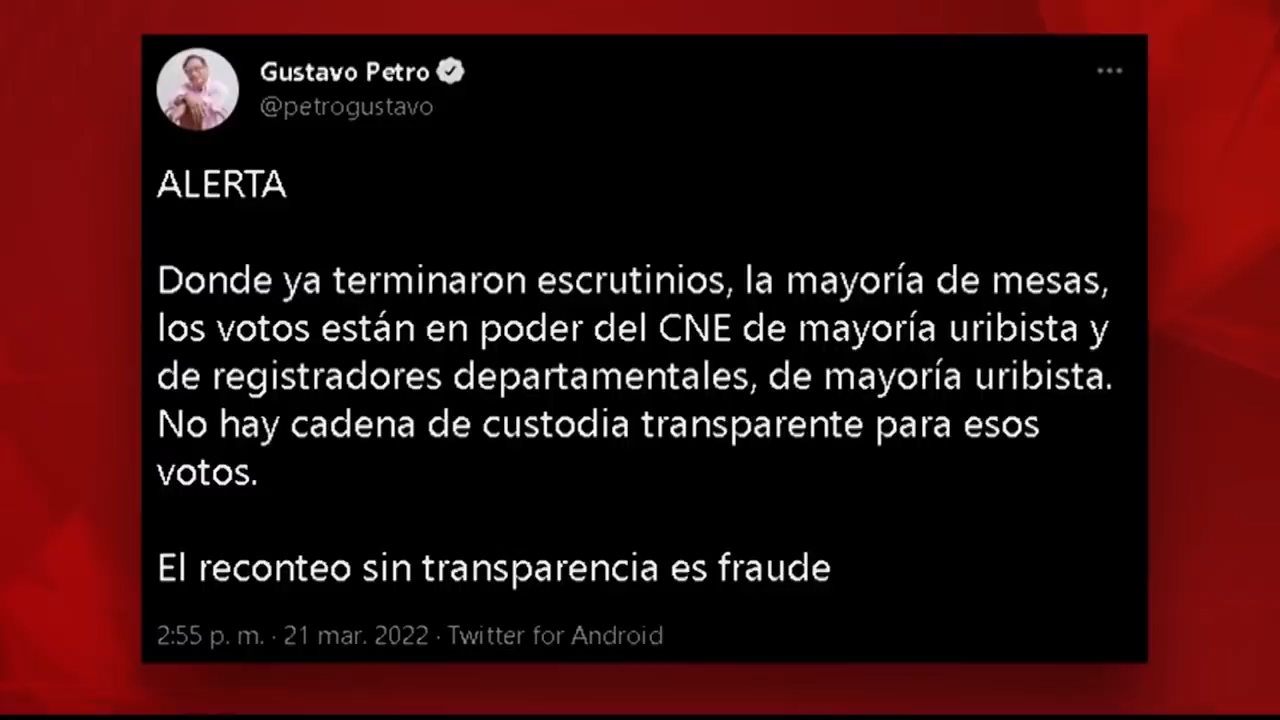 Gustavo Petro
@petrogustavo
ALERTA
Donde ya terminaron escrutinios, la mayoría de mesas,
los votos están en poder del CNE de mayoría uribista y
de registradores departamentales, de mayoría uribista.
No hay cadena de custodia transparente para esos
votos.
El reconteo sin transparencia es fraude
2:55 p. m. · 21 mar. 2022 · Twitter for Android